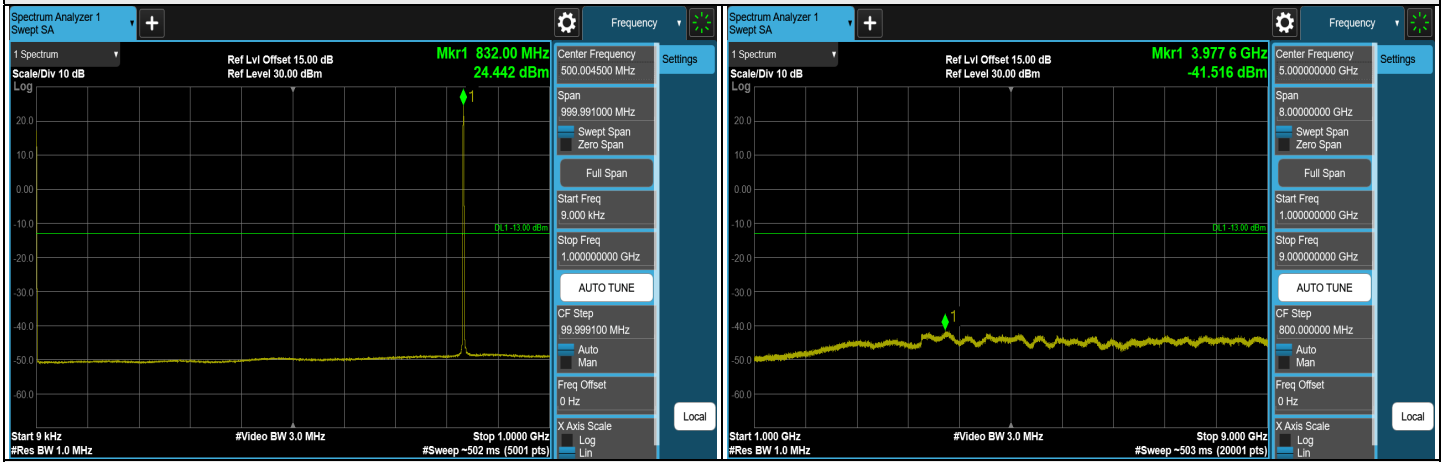 Spectrum Analyzer 1
Swept SA
+
Frequency
1 Spectrum
Scale/Div 10 dB
Log
Ref Lvl Offset 15.00 dB
Ref Level 30.00 dBm
Mkr1 832.00 MHz
24.442 dBm
1
20.0
10.0
0.00
-10.0
-20.0
-30.0
-40.0
-50.0
-60.0
DL1 -13.00 dBm
Start 9 kHz
#Res BW 1.0 MHz
#Video BW 3.0 MHz
Stop 1.0000 GHz
#Sweep ~502 ms (5001 pts)
Center Frequency
500.004500 MHz
Span
999.991000 MHz
Swept Span
Zero Span
Full Span
Start Freq
9.000 kHz
Stop Freq
1.000000000 GHz
AUTO TUNE
CF Step
99.999100 MHz
Auto
Man
Freq Offset
0 Hz
X Axis Scale
Log
Lin
Settings
Local
Spectrum Analyzer 1
Swept SA
+
Frequency
1 Spectrum
Scale/Div 10 dB
Log
Ref Lvl Offset 15.00 dB
Ref Level 30.00 dBm
Mkr1 3.977 6 GHz
-41.516 dBm
1
20.0
10.0
0.00
-10.0
-20.0
-30.0
-40.0
-50.0
-60.0
DL1 -13.00 dBm
Start 1.000 GHz
#Res BW 1.0 MHz
#Video BW 3.0 MHz
Stop 9.000 GHz
#Sweep ~503 ms (20001 pts)
Center Frequency
5.000000000 GHz
Span
8.00000000 GHz
Swept Span
Zero Span
Full Span
Start Freq
1.000000000 GHz
Stop Freq
9.000000000 GHz
AUTO TUNE
CF Step
800.000000 MHz
Auto
Man
Freq Offset
0 Hz
X Axis Scale
Log
Lin
Settings
Local